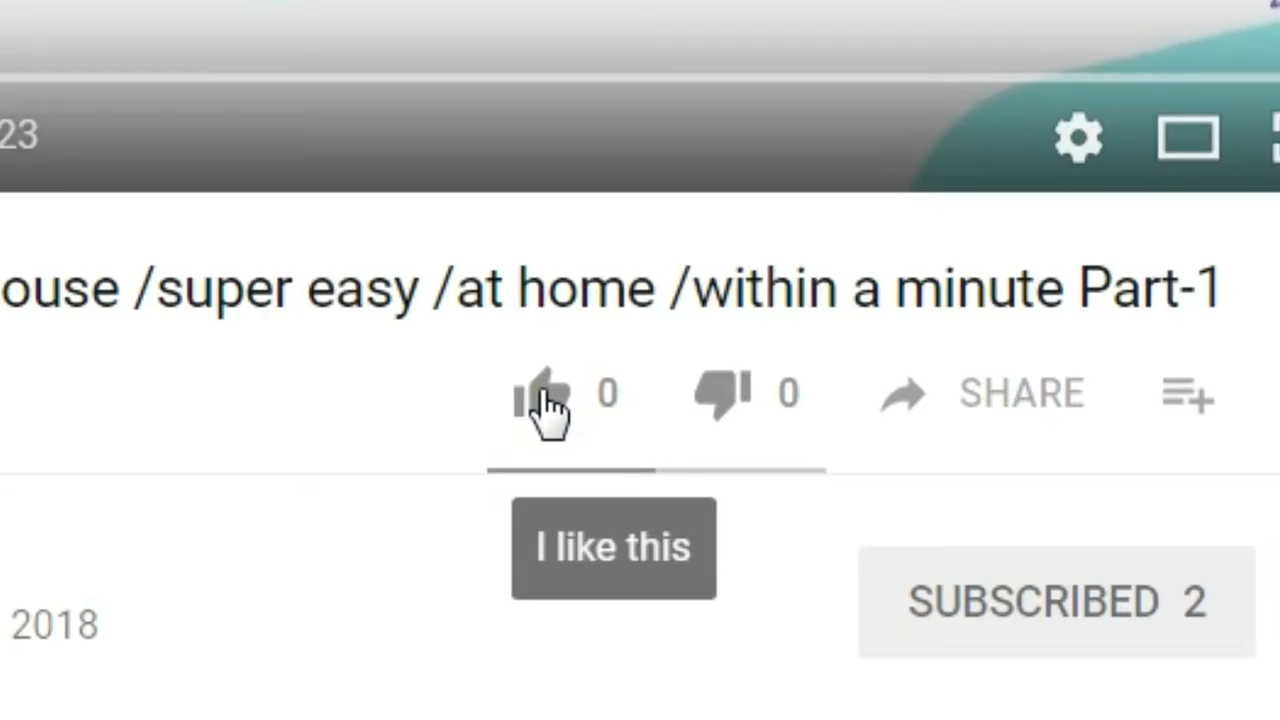 23
ouse /super easy /at home /within a minute Part-1
0 0 SHARE
I like this
SUBSCRIBED 2
2018